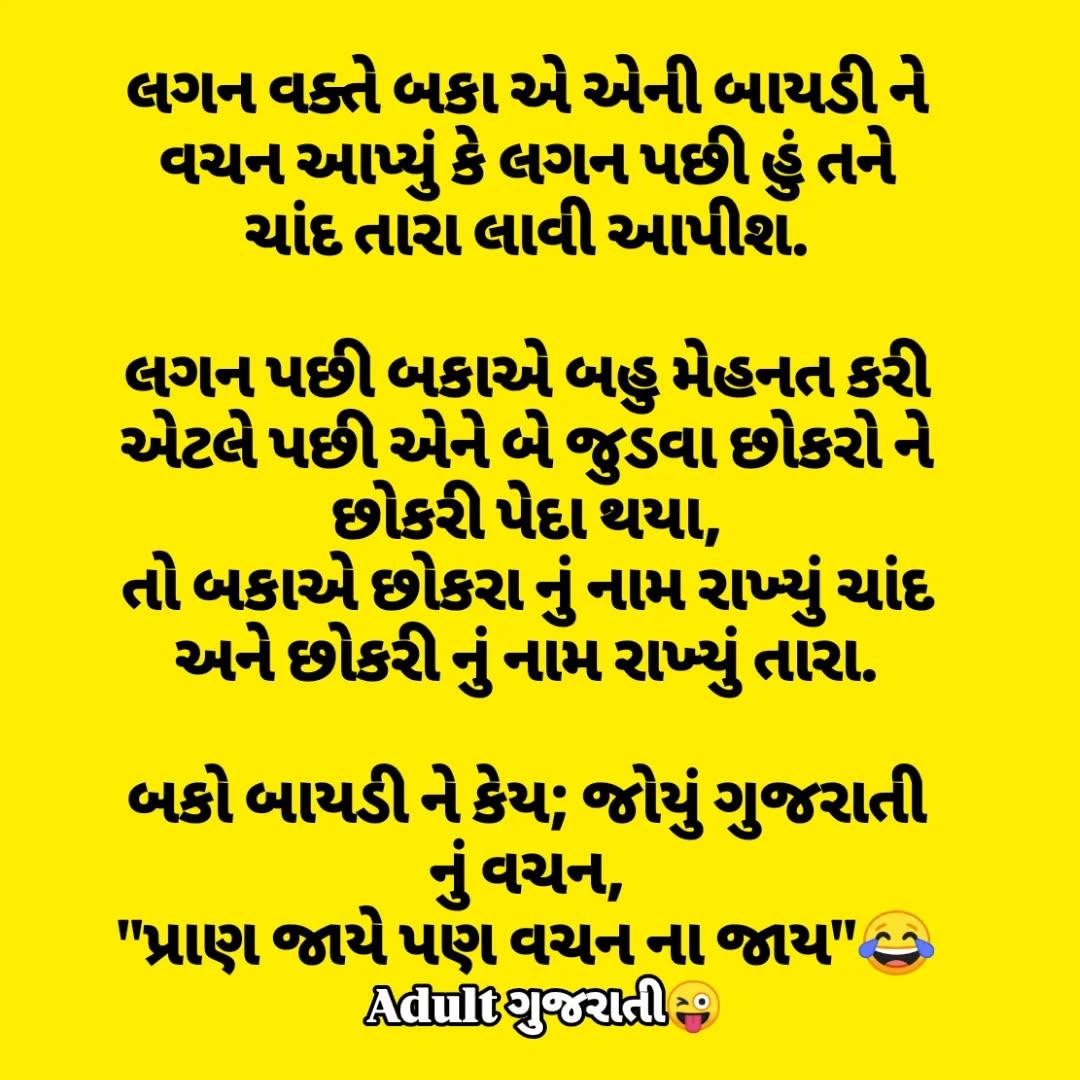 લગન વક્તે બકા એ એની બાયડી ને
વચન આપ્યું કે લગન પછી હું તને
ચાંદ તારા લાવી આપીશ.
લગન પછી બકાએ બહુ મેહનત કરી
એટલે પછી એને બે જુડવા છોકરો ને
છોકરી પેદા થયા,
તો બકાએ છોકરા નું નામ રાખ્યું ચાંદ
અને છોકરી નું નામ રાખ્યું તારા.
બકો બાયડી ને કેય; જોયું ગુજરાતી
નું વચન,
"પ્રાણ જાયે પણ વચન ના જાય"😂
Adult ગુજરાતી😜